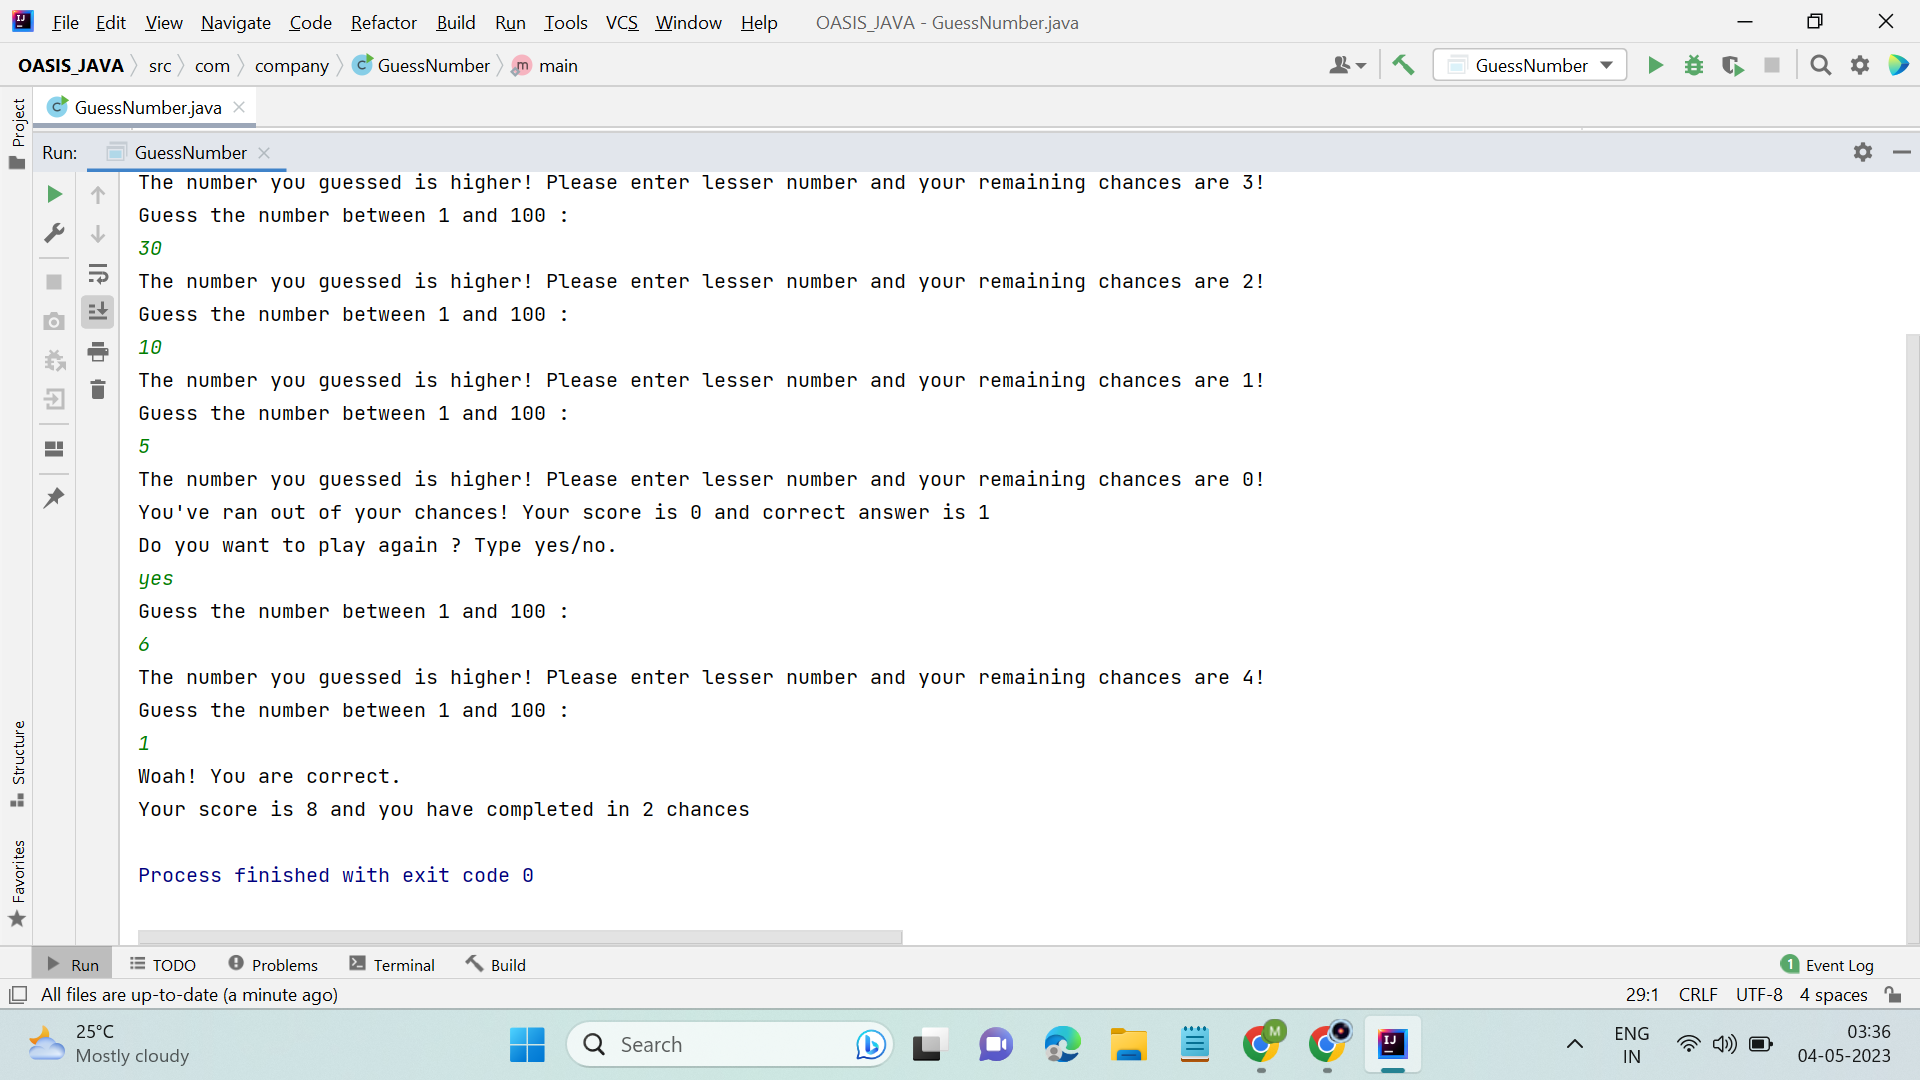 File Edit View Navigate Code Refactor Build Run Tools VCS Window Help OASIS_JAVA - GuessNumber.java
OASIS_JAVA src com company GuessNumber main GuessNumber
GuessNumber.java
Project
Run: GuessNumber
The number you guessed is higher! Please enter lesser number and your remaining chances are 3!
Guess the number between 1 and 100 :
30
The number you guessed is higher! Please enter lesser number and your remaining chances are 2!
Guess the number between 1 and 100 :
10
The number you guessed is higher! Please enter lesser number and your remaining chances are 1!
Guess the number between 1 and 100 :
5
The number you guessed is higher! Please enter lesser number and your remaining chances are 0!
You've ran out of your chances! Your score is 0 and correct answer is 1
Do you want to play again ? Type yes/no.
yes
Guess the number between 1 and 100 :
6
The number you guessed is higher! Please enter lesser number and your remaining chances are 4!
Guess the number between 1 and 100 :
1
Woah! You are correct.
Your score is 8 and you have completed in 2 chances
Process finished with exit code 0
Structure
Favorites
Run TODO Problems Terminal Build 1 Event Log
All files are up-to-date (a minute ago) 29:1 CRLF UTF-8 4 spaces
25°C
Mostly cloudy
Search
M
IJ
ENG
IN
03:36
04-05-2023